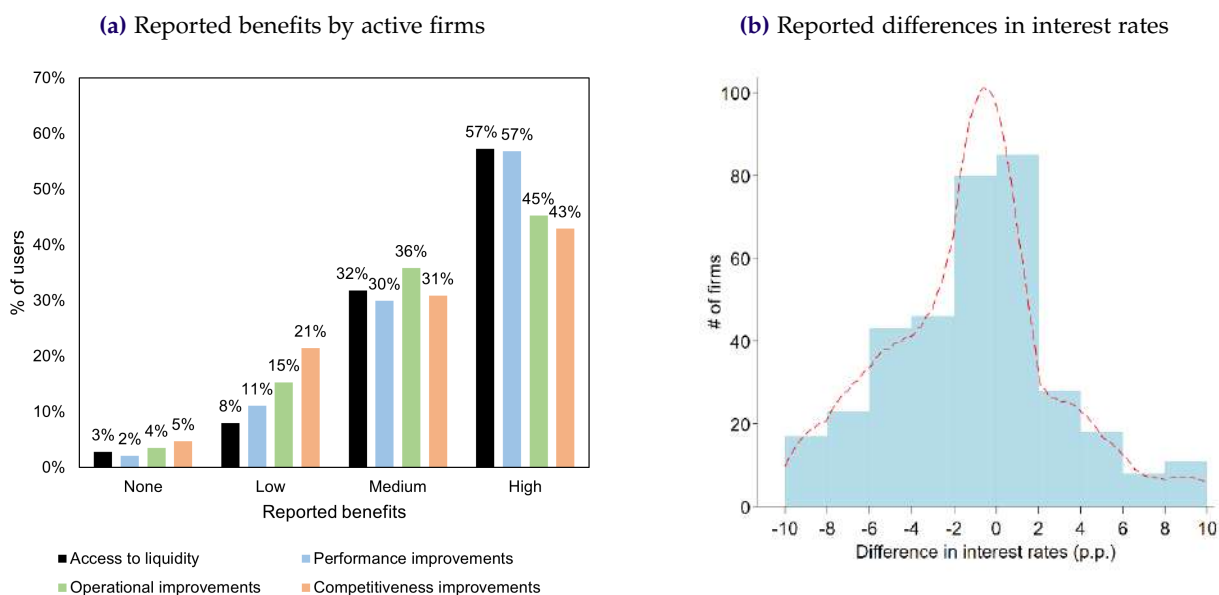 (a) Reported benefits by active firms
70%
60%
50%
40%
30%
20%
10%
0%
% of users
3% 2% 4% 5%
8% 11% 15% 21%
32% 30% 36% 31%
57% 57% 45% 43%
None Low Medium High
Reported benefits
Access to liquidity Performance improvements
Operational improvements Competitiveness improvements
(b) Reported differences in interest rates
100
80
60
40
20
0
# of firms
-10 -8 -6 -4 -2 0 2 4 6 8 10
Difference in interest rates (p.p.)